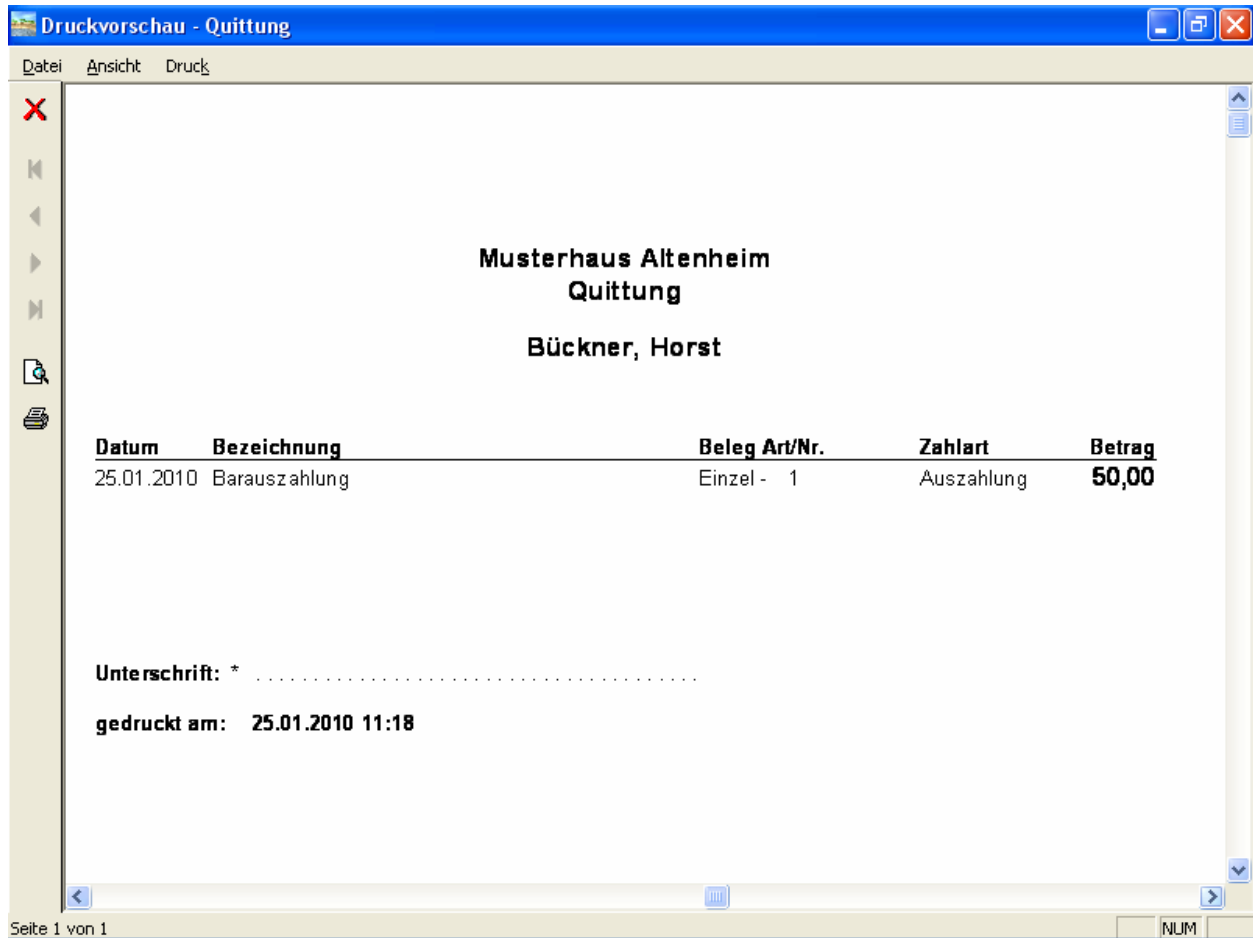 Druckvorschau - Quittung
Datei Ansicht Druck
Musterhaus Altenheim
Quittung
Bückner, Horst
Datum Bezeichnung Beleg Art/Nr. Zahlart Betrag
25.01.2010 Barauszahlung Einzel - 1 Auszahlung 50,00
Unterschrift: * . . . . . . . . . . . . . . . . . . . . . . . . . . . . . . . . . . . . . . .
gedruckt am: 25.01.2010 11:18
Seite 1 von 1 NUM